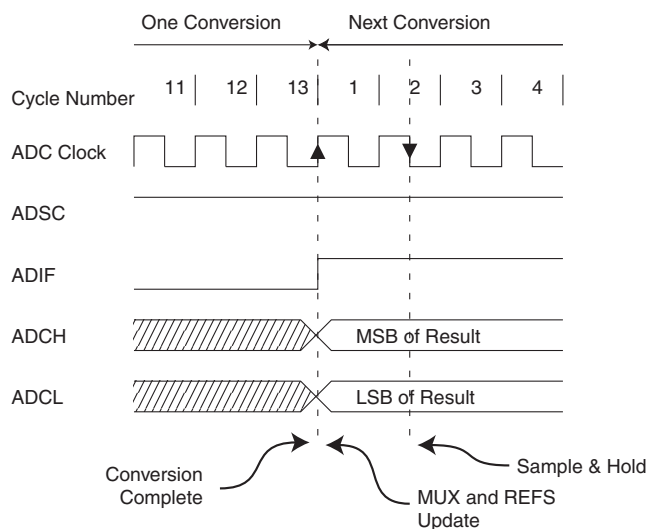 One Conversion Next Conversion
Cycle Number 11 12 13 1 2 3 4
ADC Clock
ADSC
ADIF
ADCH MSB of Result
ADCL LSB of Result
Conversion
Complete
MUX and REFS
Update
Sample & Hold